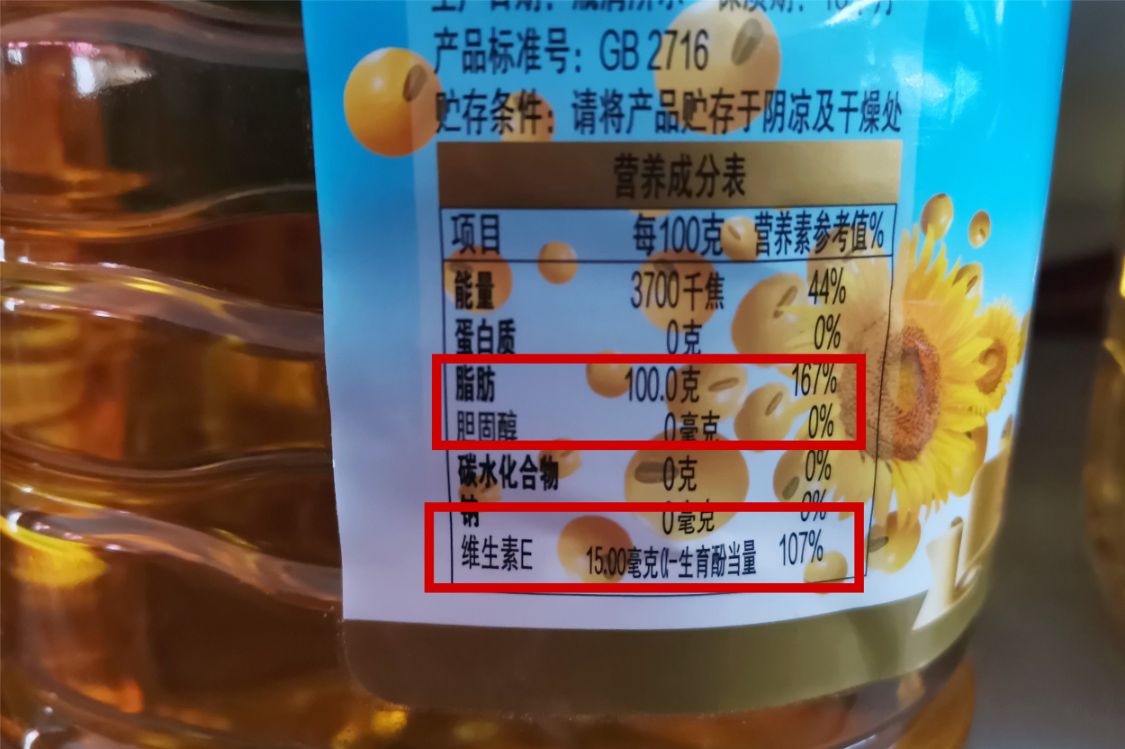 产品标准号：GB 2716
贮存条件：请将产品贮存于阴凉及干燥处
营养成分表
项目 每100克 营养素参考值%
能量 3700千焦 44%
蛋白质 0克 0%
脂肪 100.0克 167%
胆固醇 0毫克 0%
碳水化合物 0克 0%
钠 0毫克 0%
维生素E 15.00毫克α-生育酚当量 107%